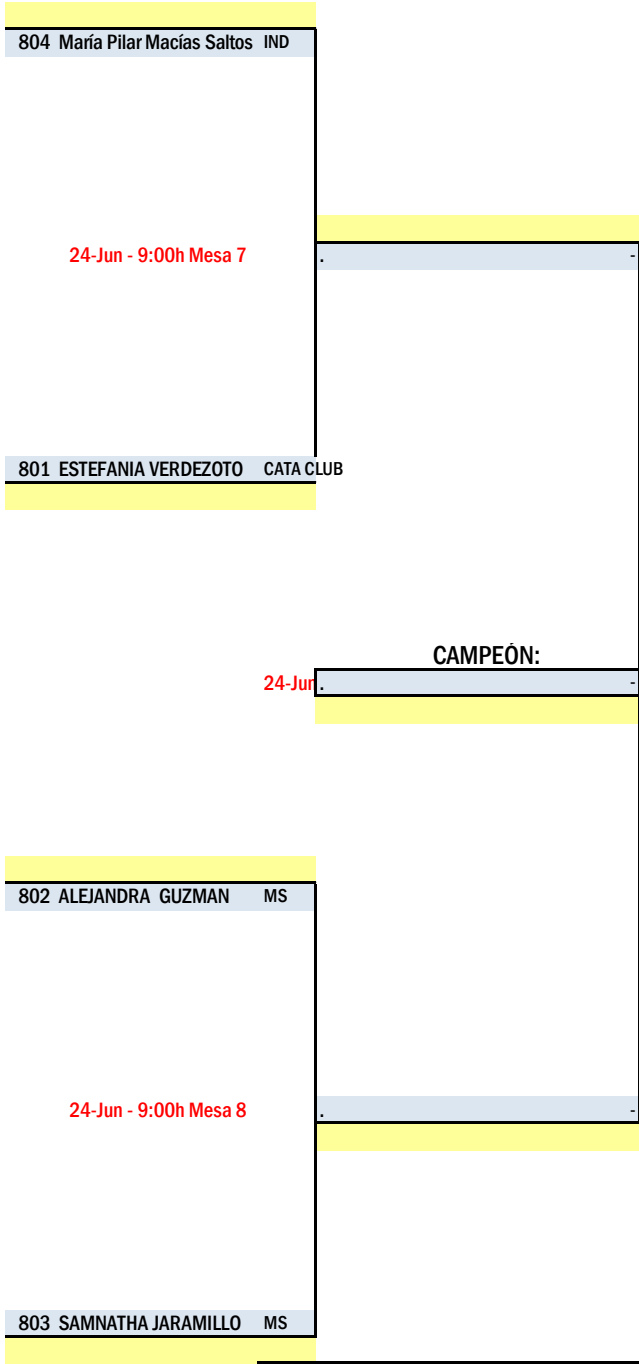 804 María Pilar Macías Saltos IND
24-Jun - 9:00h Mesa 7
. -
801 ESTEFANIA VERDEZOTO CATA CLUB
CAMPEÓN:
24-Jun . -
802 ALEJANDRA GUZMAN MS
24-Jun - 9:00h Mesa 8
. -
803 SAMNATHA JARAMILLO MS